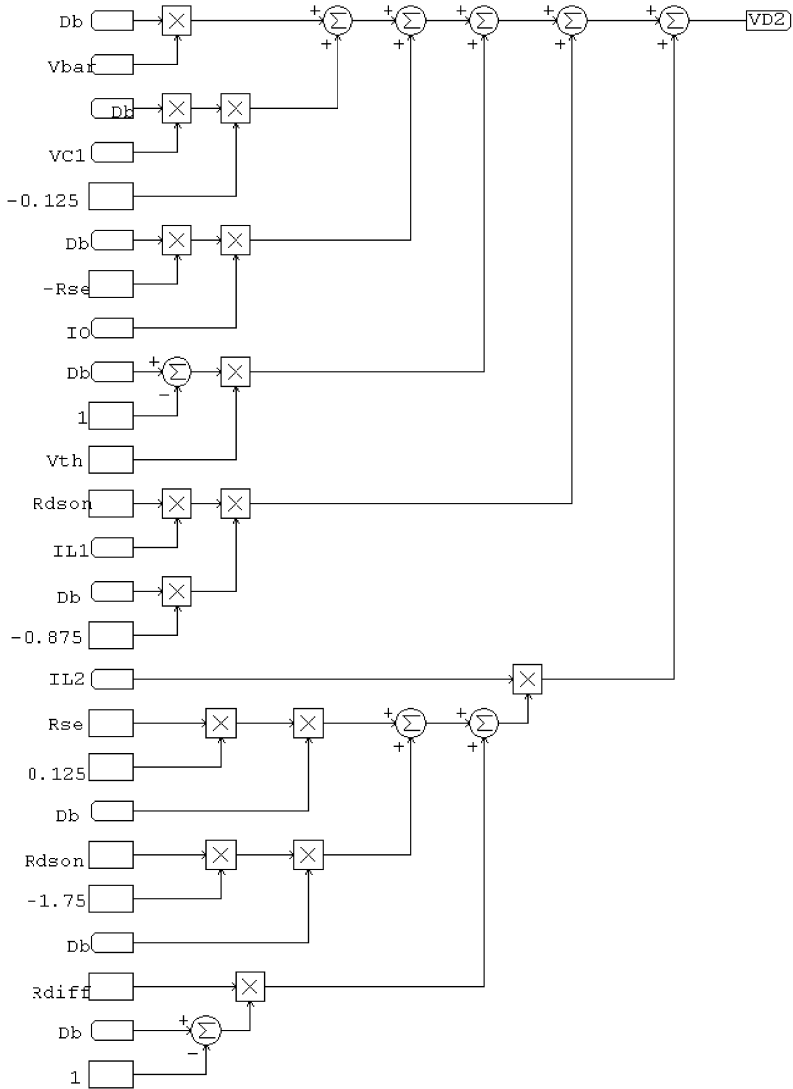 Db
VD2
Vbar
Db
VC1
-0.125
Db
-Rse
IO
Db
1
Vth
Rdson
IL1
Db
-0.875
IL2
Rse
0.125
Db
Rdson
-1.75
Db
Rdiff
Db
1